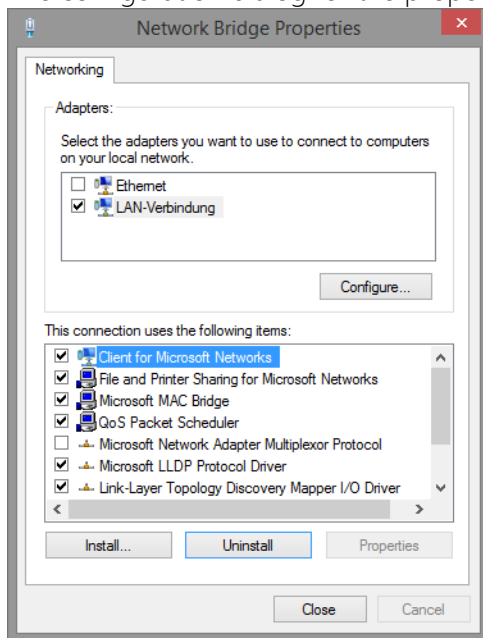 Network Bridge Properties
Networking
Adapters:
Select the adapters you want to use to connect to computers
on your local network.
Ethernet
LAN-Verbindung
Configure...
This connection uses the following items:
Client for Microsoft Networks
File and Printer Sharing for Microsoft Networks
Microsoft MAC Bridge
QoS Packet Scheduler
Microsoft Network Adapter Multiplexor Protocol
Microsoft LLDP Protocol Driver
Link-Layer Topology Discovery Mapper I/O Driver
Install...
Uninstall
Properties
Close
Cancel